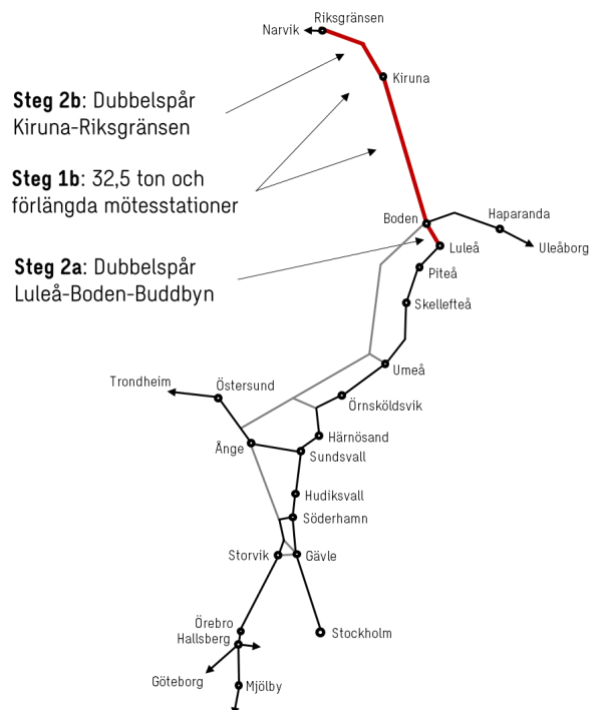 Riksgränsen
Narvik
Kiruna
Steg 2b: Dubbelspår
Kiruna-Riksgränsen
Steg 1b: 32,5 ton och
förlängda mötesstationer
Boden
Haparanda
Luleå
Uleåborg
Steg 2a: Dubbelspår
Luleå-Boden-Buddbyn
Piteå
Skellefteå
Umeå
Trondheim
Östersund
Örnsköldsvik
Härnösand
Ånge
Sundsvall
Hudiksvall
Söderhamn
Storvik
Gävle
Örebro
Hallsberg
Stockholm
Göteborg
Mjölby